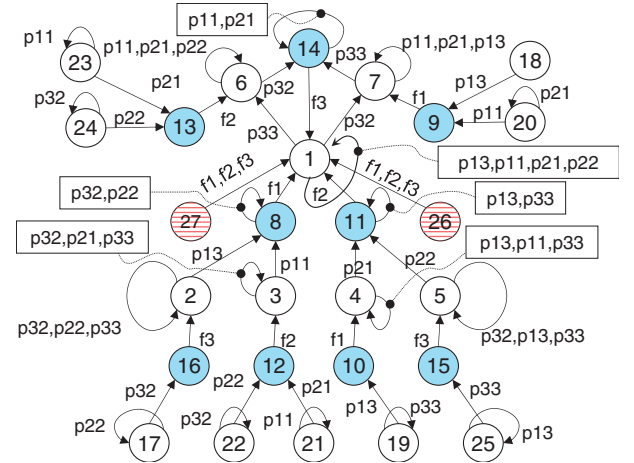 p11,p21
p11
23
p11,p21,p22
14
p33
p11,p21,p13
18
p21
6
p32
7
p13
p32
f3
f1
p21
24
p22
13
f2
p33
p32
9
p11
20
1
p13,p11,p21,p22
f1,f2,f3
f2
f1,f2,f3
p32,p22
f1
p13,p33
27
8
11
26
p32,p21,p33
p13,p11,p33
p13
p11
p21
p22
2
3
4
5
p32,p22,p33
f3
f2
f1
f3
p32,p13,p33
16
12
10
15
p32
p22
p21
p33
p22
p32
p11
p13
p33
p13
17
22
21
19
25